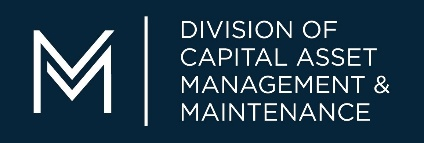 M
DIVISION OF
CAPITAL ASSET
MANAGEMENT &
MAINTENANCE